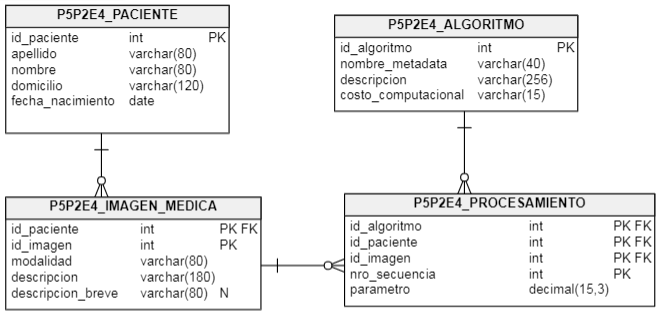 P5P2E4_PACIENTE
id_paciente int PK
apellido varchar(80)
nombre varchar(80)
domicilio varchar(120)
fecha_nacimiento date
P5P2E4_ALGORITMO
id_algoritmo int PK
nombre_metadata varchar(40)
descripcion varchar(256)
costo_computacional varchar(15)
P5P2E4_IMAGEN_MEDICA
id_paciente int PK FK
id_imagen int PK
modalidad varchar(80)
descripcion varchar(180)
descripcion_breve varchar(80) N
P5P2E4_PROCESAMIENTO
id_algoritmo int PK FK
id_paciente int PK FK
id_imagen int PK FK
nro_secuencia int PK
parametro decimal(15,3)